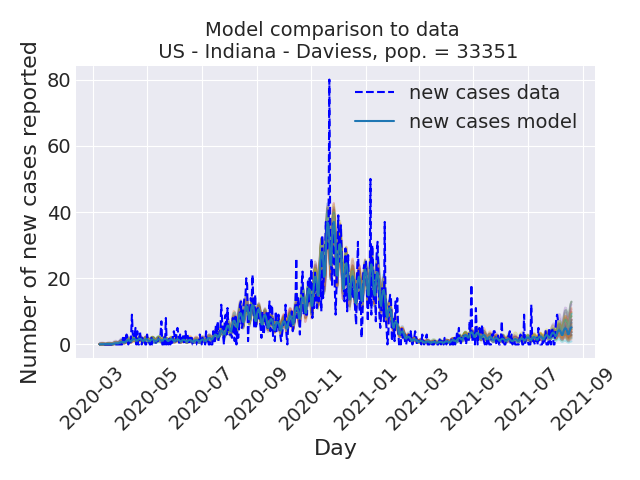 Model comparison to data
US - Indiana - Daviess, pop. = 33351
Number of new cases reported
80
60
40
20
0
new cases data
new cases model
2020-03
2020-05
2020-07
2020-09
2020-11
2021-01
2021-03
2021-05
2021-07
2021-09
Day